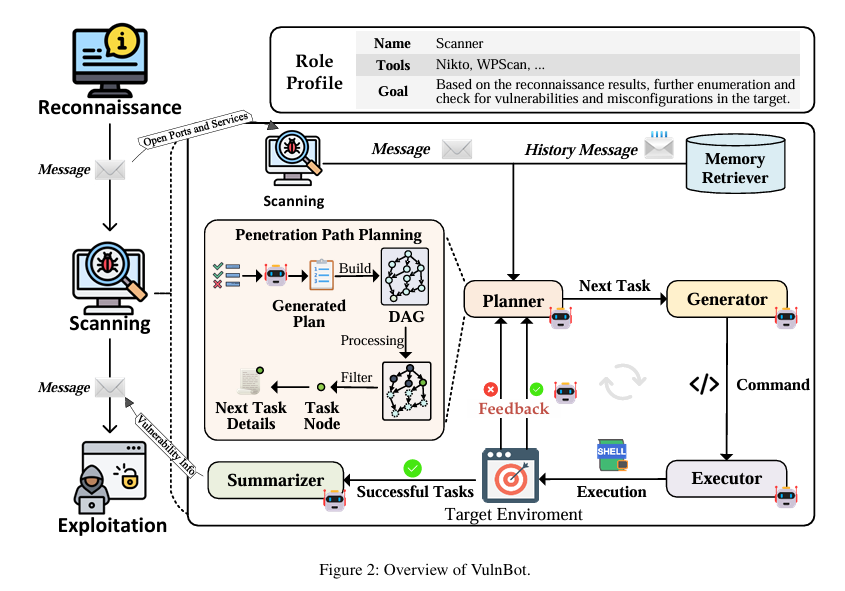 Reconnaissance
Message
Open Ports and Services
Scanning
Message
Vulnerability Info
Exploitation
Role
Profile
Name Scanner
Tools Nikto, WPScan, ...
Goal Based on the reconnaissance results, further enumeration and
check for vulnerabilities and misconfigurations in the target.
Scanning
Message
History Message
Memory
Retriever
Penetration Path Planning
Generated
Plan
Build
DAG
Processing
Filter
Task
Node
Next Task
Details
Planner
Next Task
Generator
</>
Command
Feedback
SHELL
Executor
Execution
Target Enviroment
Successful Tasks
Summarizer
Figure 2: Overview of VulnBot.